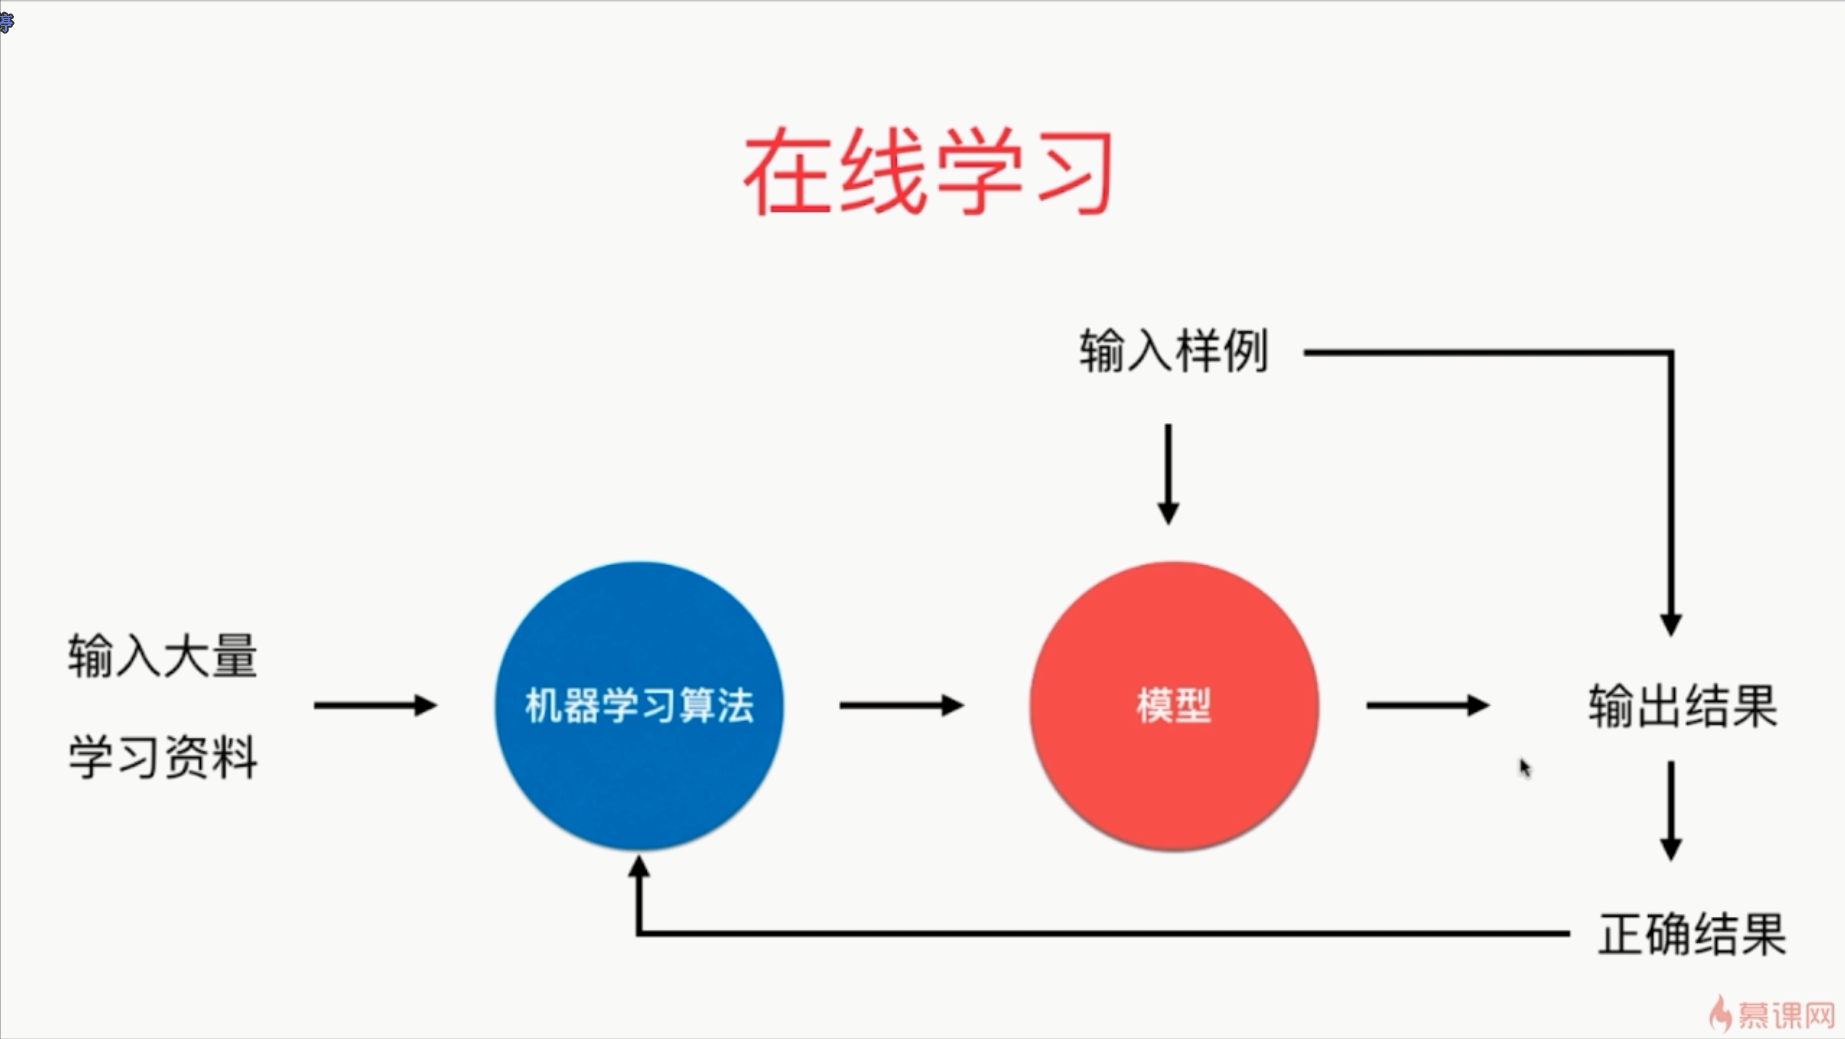 亭
在线学习
输入样例
输入大量
学习资料
机器学习算法
模型
输出结果
正确结果
慕课网